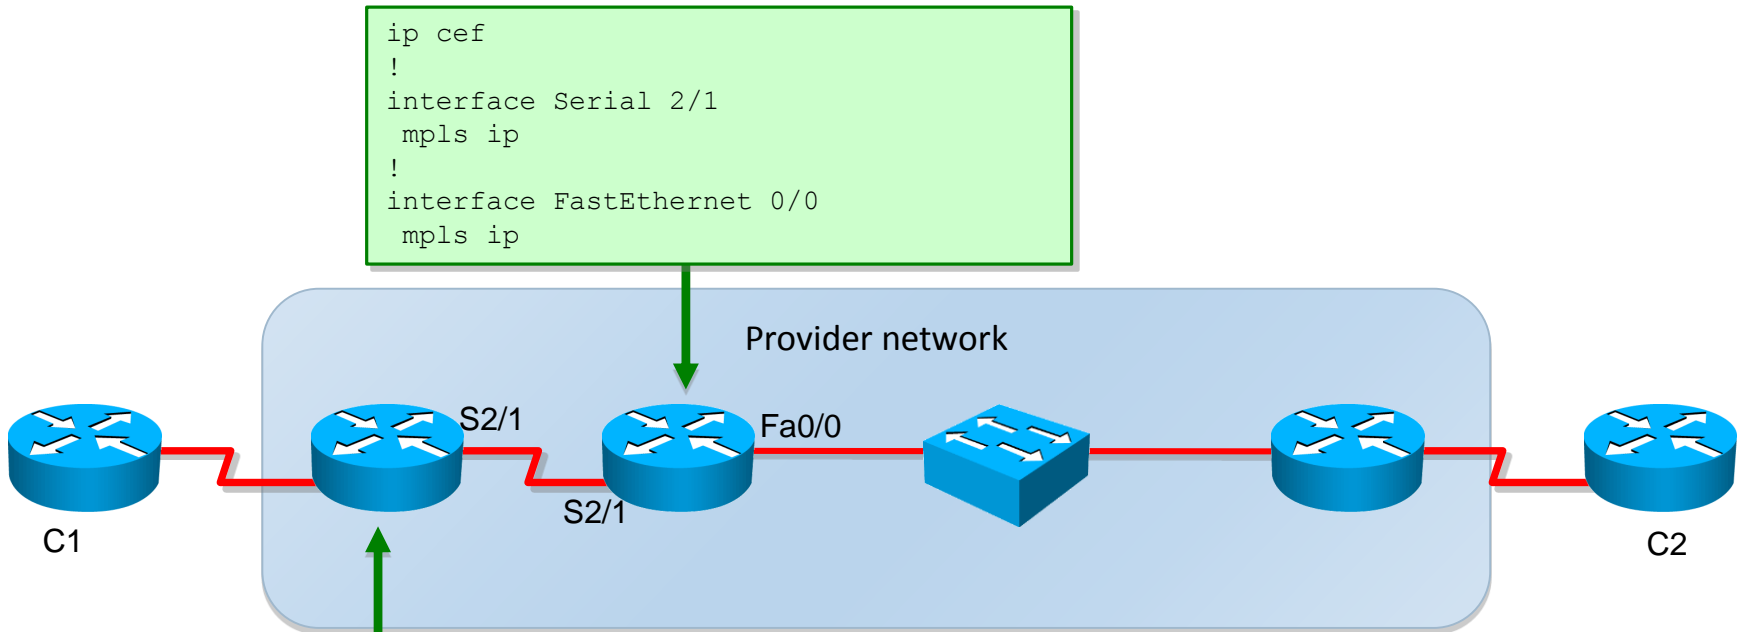 ip cef
!
interface Serial 2/1
 mpls ip
!
interface FastEthernet 0/0
 mpls ip
Provider network
S2/1
Fa0/0
S2/1
C1
C2